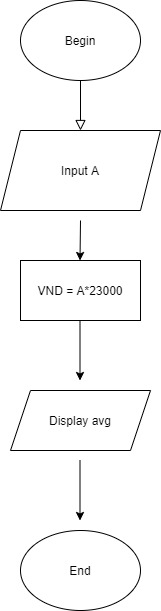 Begin
Input A
VND = A*23000
Display avg
End